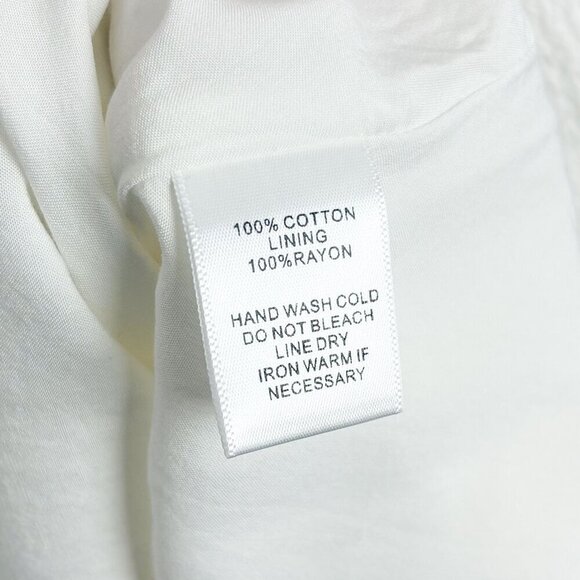 100% COTTON
LINING
100%RAYON
HAND WASH COLD
DO NOT BLEACH
LINE DRY
IRON WARM IF
NECESSARY